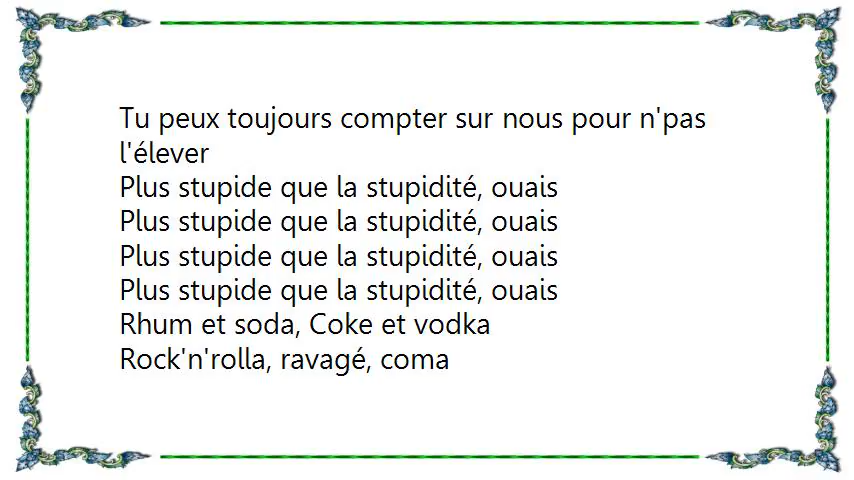 Tu peux toujours compter sur nous pour n'pas
l'élever
Plus stupide que la stupidité, ouais
Plus stupide que la stupidité, ouais
Plus stupide que la stupidité, ouais
Plus stupide que la stupidité, ouais
Rhum et soda, Coke et vodka
Rock'n'rolla, ravagé, coma